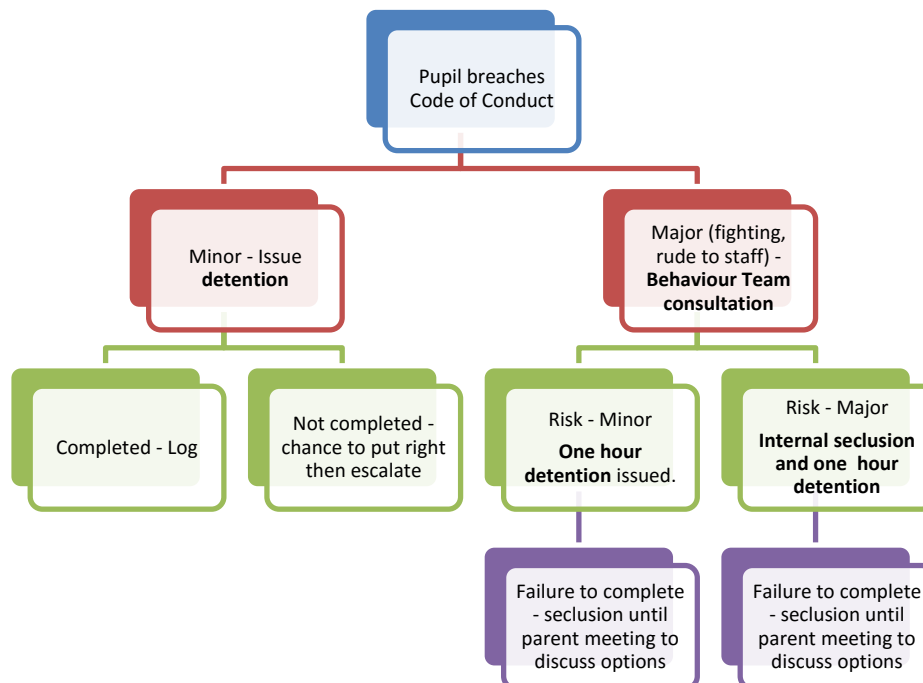 Pupil breaches
Code of Conduct
Minor - Issue
detention
Major (fighting,
rude to staff) -
Behaviour Team
consultation
Completed - Log
Not completed -
chance to put right
then escalate
Risk - Minor
One hour
detention issued.
Risk - Major
Internal seclusion
and one hour
detention
Failure to complete
- seclusion until
parent meeting to
discuss options
Failure to complete
- seclusion until
parent meeting to
discuss options